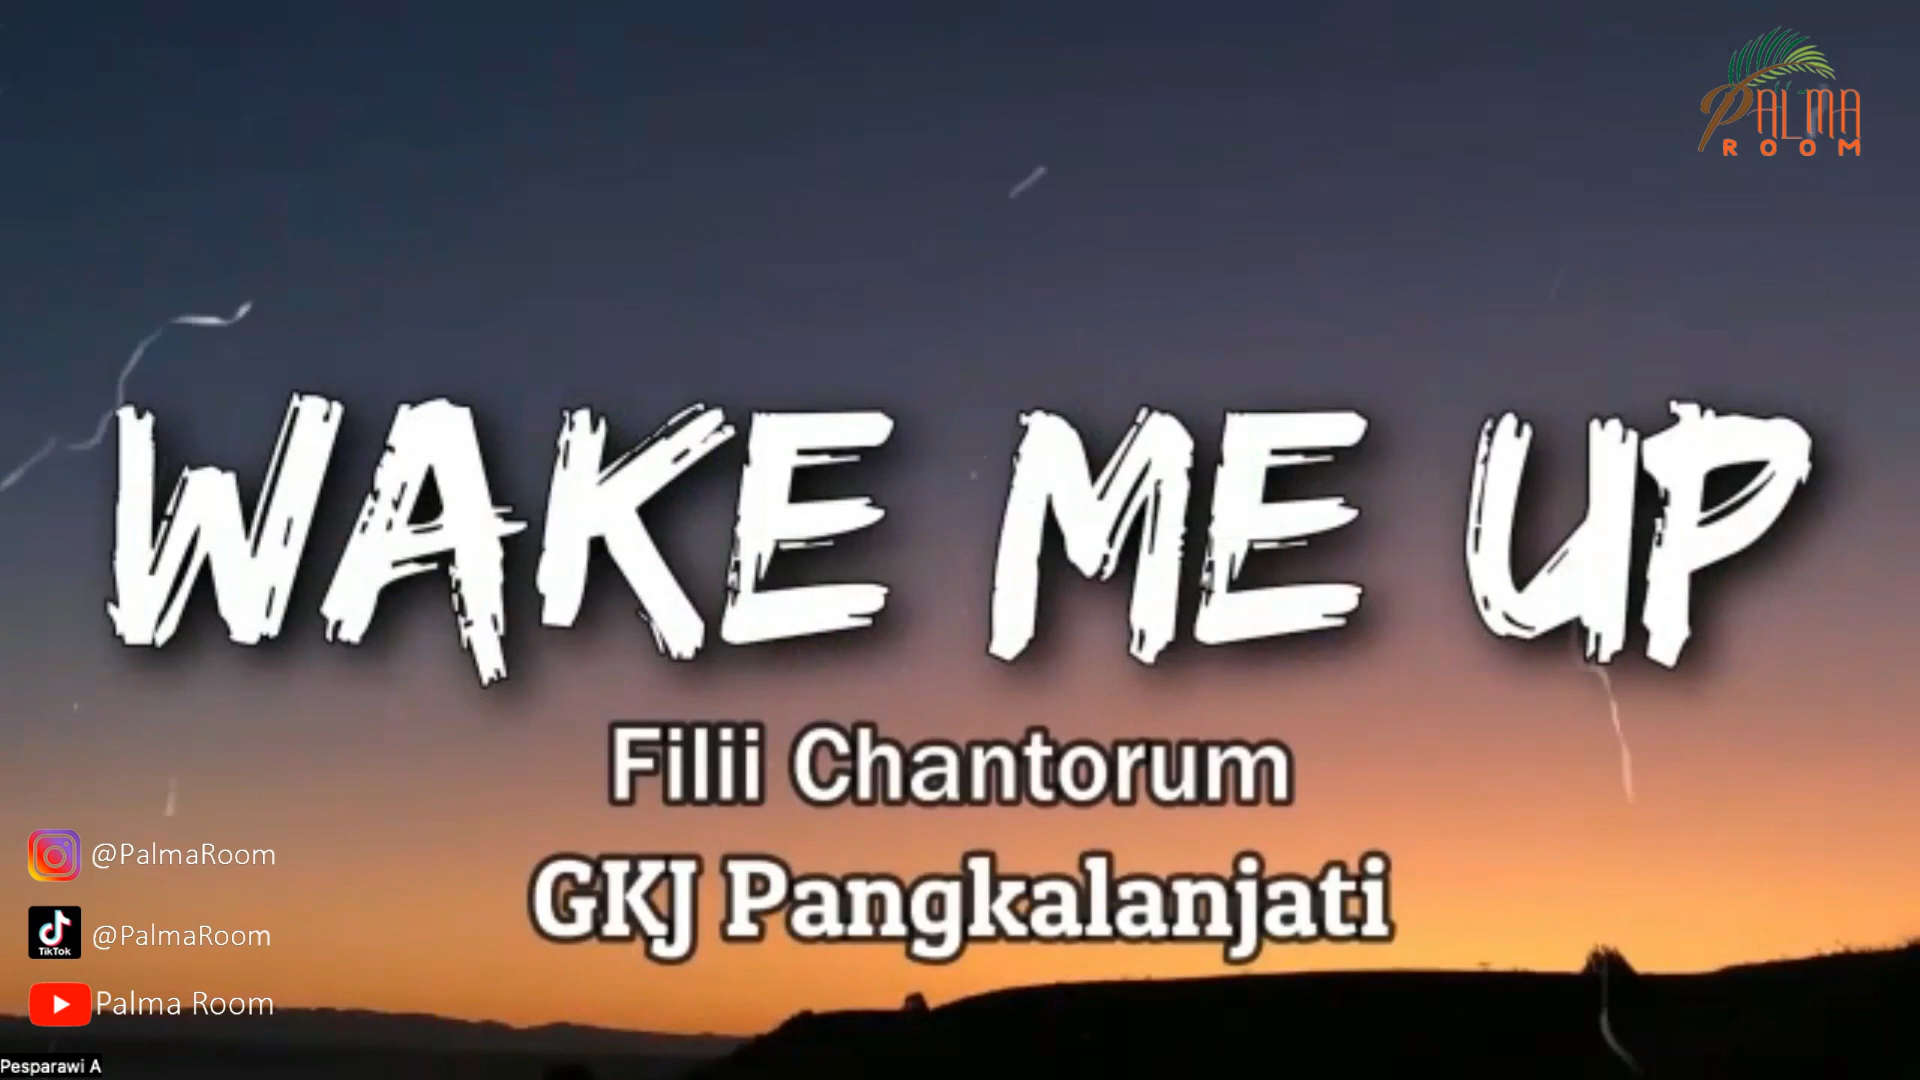 PALMA
ROOM
WAKE ME UP
Filii Chantorum
GKJ Pangkalanjati
@PalmaRoom
TikTok
@PalmaRoom
Palma Room
Pesparawi A